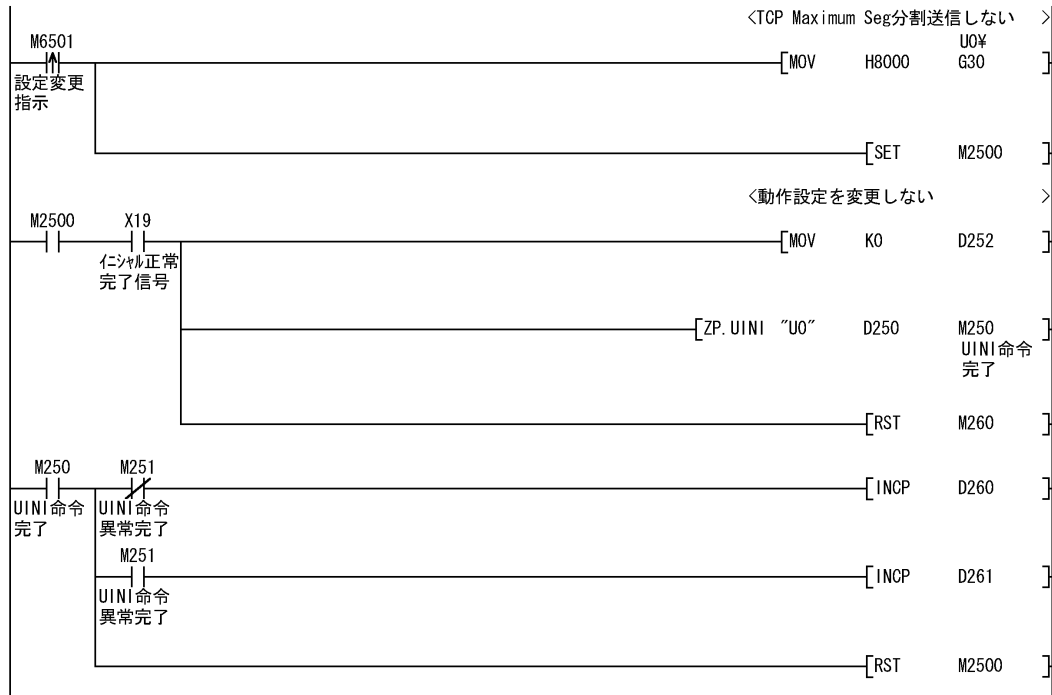 <TCP Maximum Seg分割送信しない >
M6501
設定変更
指示
[MOV H8000 U0¥
G30 ]
[SET M2500 ]
<動作設定を変更しない >
M2500 X19
ｲﾆｼｬﾙ正常
完了信号
[MOV K0 D252 ]
[ZP.UINI "U0" D250 M250 ]
UINI命令
完了
[RST M260 ]
M250 M251
UINI命令
完了
UINI命令
異常完了
[INCP D260 ]
M251
UINI命令
異常完了
[INCP D261 ]
[RST M2500 ]